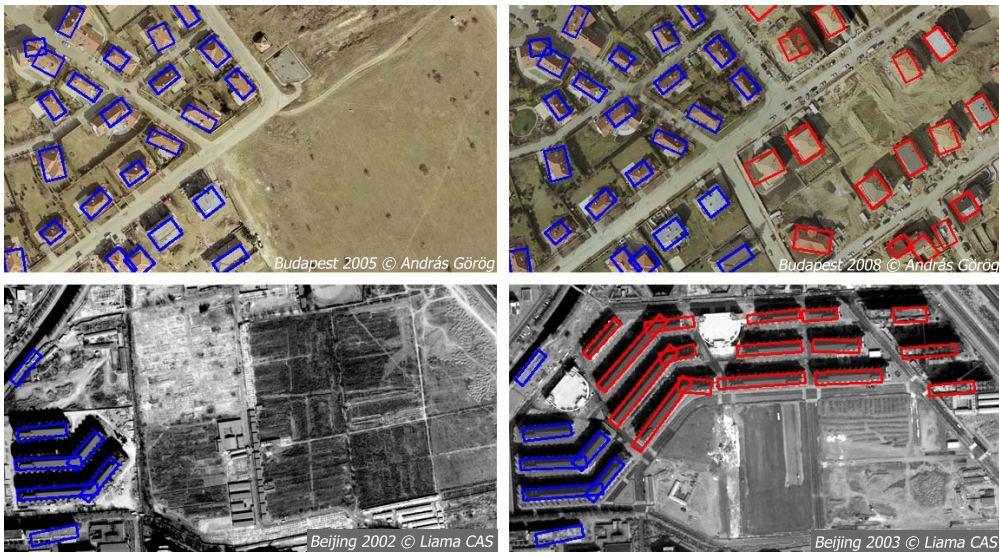 Budapest 2005 © András Görög
Budapest 2008 © András Görög
Beijing 2002 © Liama CAS
Beijing 2003 © Liama CAS